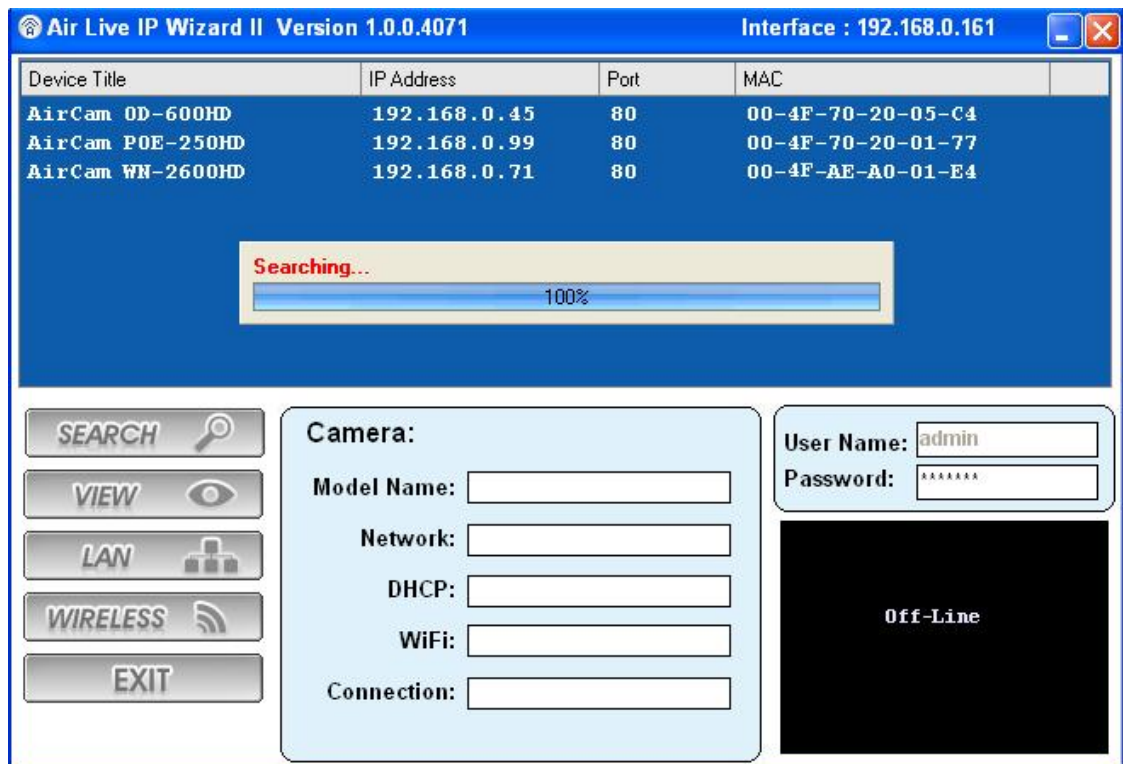 Air Live IP Wizard II Version 1.0.0.4071 Interface : 192.168.0.161
Device Title IP Address Port MAC
AirCam OD-600HD 192.168.0.45 80 00-4F-70-20-05-C4
AirCam POE-250HD 192.168.0.99 80 00-4F-70-20-01-77
AirCam WN-2600HD 192.168.0.71 80 00-4F-AE-A0-01-E4
Searching...
100%
SEARCH
VIEW
LAN
WIRELESS
EXIT
Camera:
Model Name:
Network:
DHCP:
WiFi:
Connection:
User Name: admin
Password: *******
Off-Line